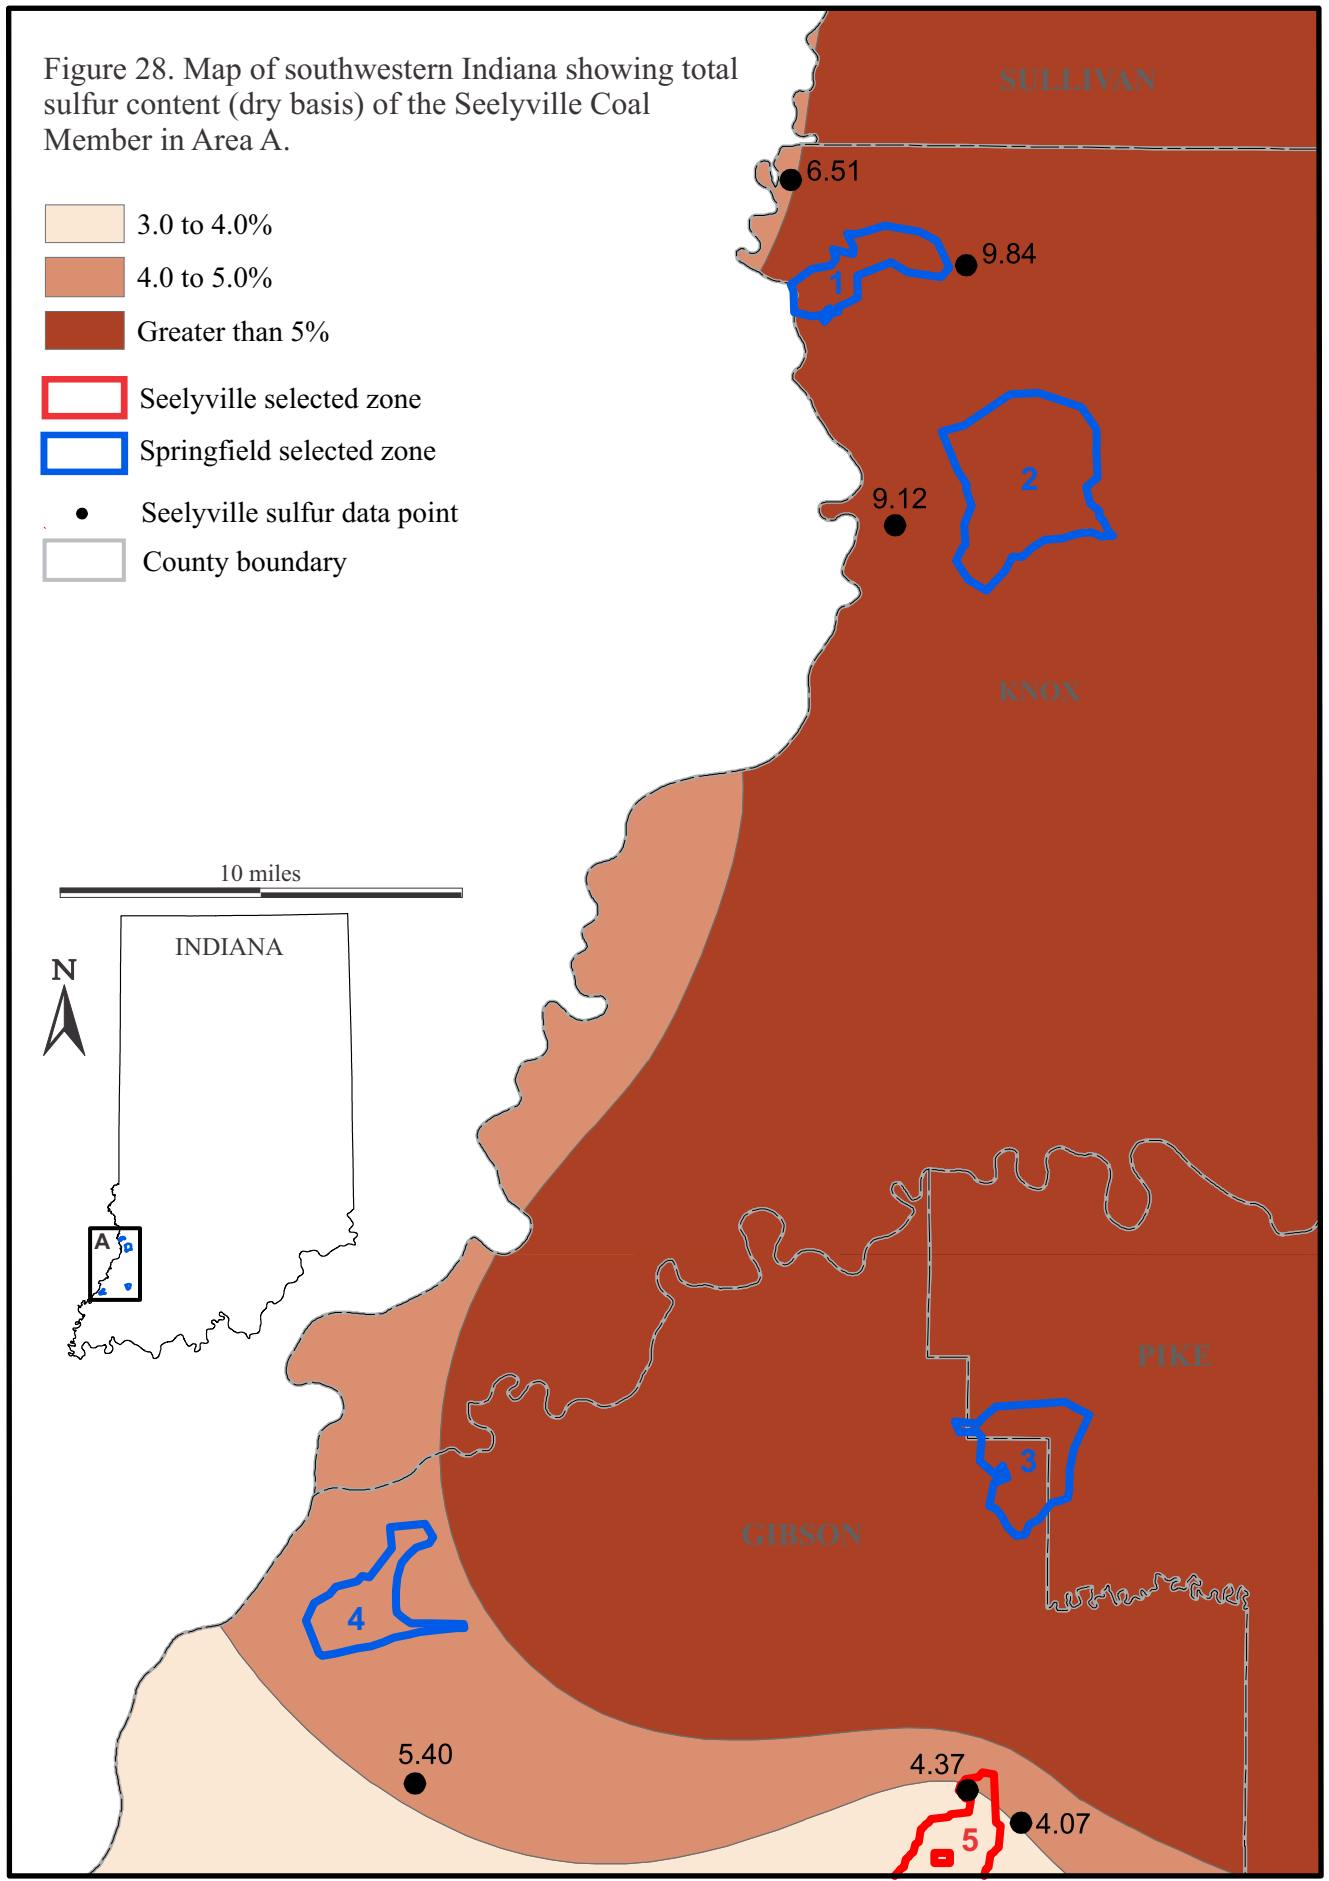 Figure 28. Map of southwestern Indiana showing total
sulfur content (dry basis) of the Seelyville Coal
Member in Area A.
3.0 to 4.0%
4.0 to 5.0%
Greater than 5%
Seelyville selected zone
Springfield selected zone
Seelyville sulfur data point
County boundary
SULLIVAN
6.51
9.84
1
2
9.12
KNOX
10 miles
INDIANA
N
A
PIKE
3
GIBSON
4
5.40
4.37
4.07
5